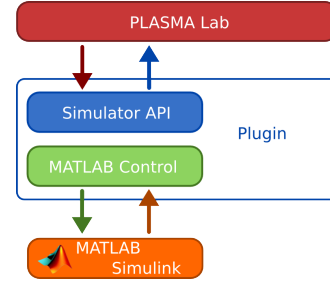 PLASMA Lab
Simulator API
Plugin
MATLAB Control
MATLAB
Simulink